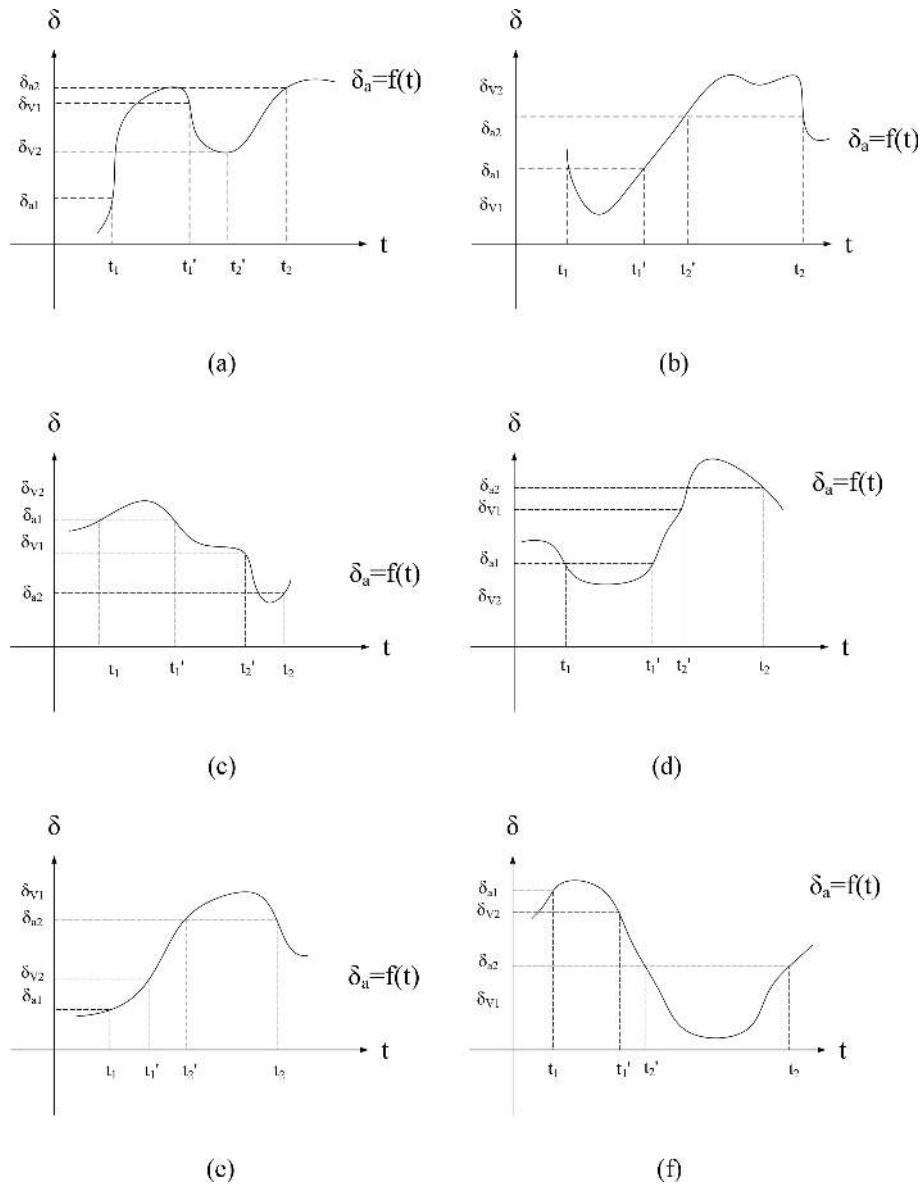 δ
δa2
δV1
δV2
δa1
δa=f(t)
t
t1
t1'
t2'
t2
(a)
δ
δV2
δa2
δa1
δV1
δa=f(t)
t
t1
t1'
t2'
t2
(b)
δ
δV2
δa1
δV1
δa2
δa=f(t)
t
t1
t1'
t2'
t2
(c)
δ
δa2
δV1
δa1
δV2
δa=f(t)
t
t1
t1'
t2'
t2
(d)
δ
δV1
δa2
δV2
δa1
δa=f(t)
t
t1
t1'
t2'
t2
(e)
δ
δa1
δV2
δa2
δV1
δa=f(t)
t
t1
t1'
t2'
t2
(f)